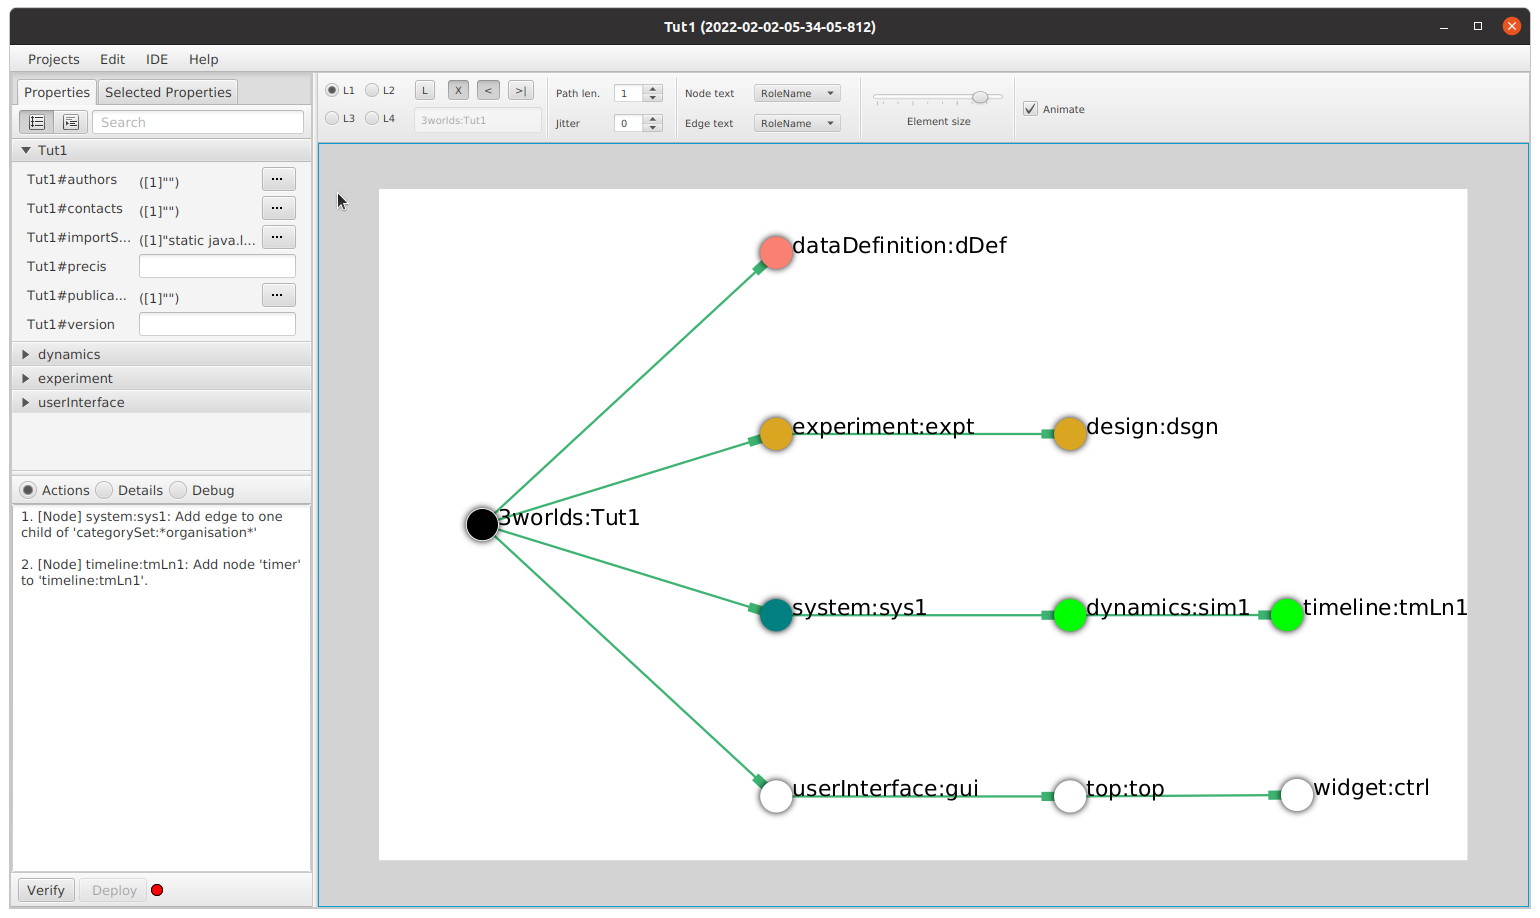 Tut1 (2022-02-02-05-34-05-812)
Projects Edit IDE Help
Properties Selected Properties
Search
Tut1
Tut1#authors ([1]"") ...
Tut1#contacts ([1]"") ...
Tut1#importS... ([1]"static java.l... ...
Tut1#precis
Tut1#publica... ([1]"") ...
Tut1#version
dynamics
experiment
userInterface
Actions Details Debug
1. [Node] system:sys1: Add edge to one
child of 'categorySet:*organisation*'
2. [Node] timeline:tmLn1: Add node 'timer'
to 'timeline:tmLn1'.
Verify Deploy
L1 L2 L X < >|
L3 L4 3worlds:Tut1
Path len. 1
Jitter 0
Node text RoleName
Edge text RoleName
Element size
Animate
dataDefinition:dDef
experiment:expt design:dsgn
3worlds:Tut1
system:sys1 dynamics:sim1 timeline:tmLn1
userInterface:gui top:top widget:ctrl